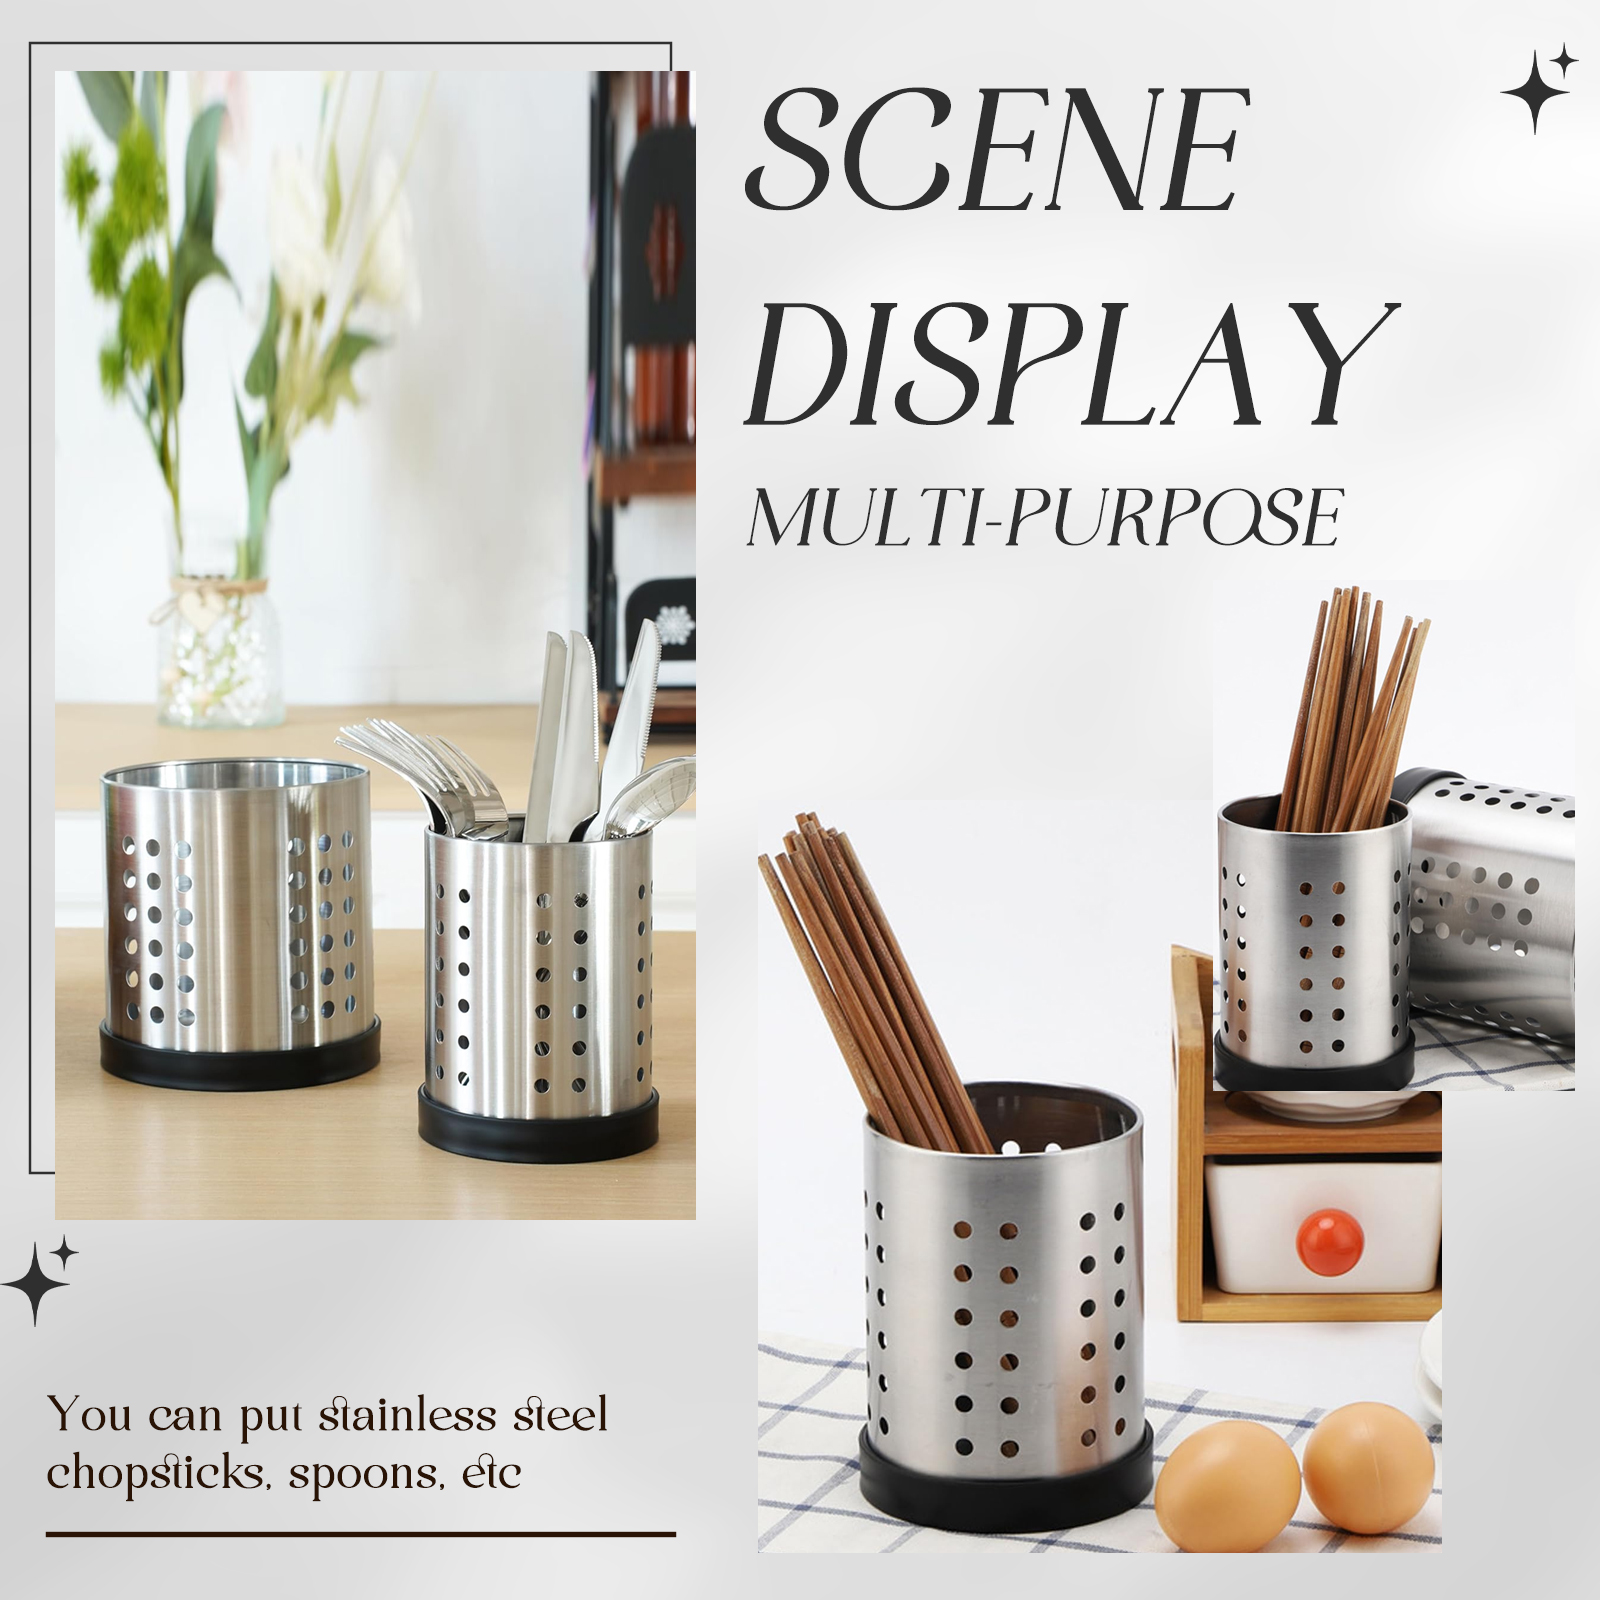 SCENE
DISPLAY
MULTI-PURPOSE
You can put stainless steel
chopsticks, spoons, etc